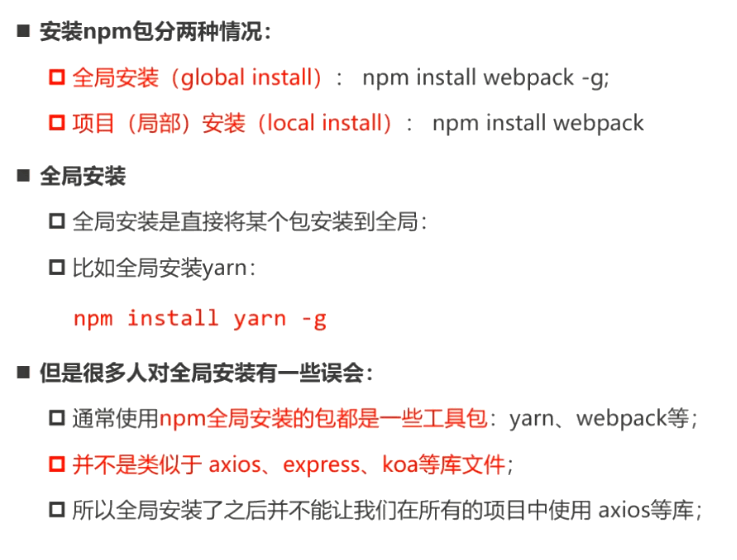 安装npm包分两种情况：
全局安装（global install）： npm install webpack -g;
项目（局部）安装（local install）： npm install webpack
全局安装
全局安装是直接将某个包安装到全局：
比如全局安装yarn：
npm install yarn -g
但是很多人对全局安装有一些误会：
通常使用npm全局安装的包都是一些工具包：yarn、webpack等；
并不是类似于 axios、express、koa等库文件；
所以全局安装了之后并不能让我们在所有的项目中使用 axios等库；